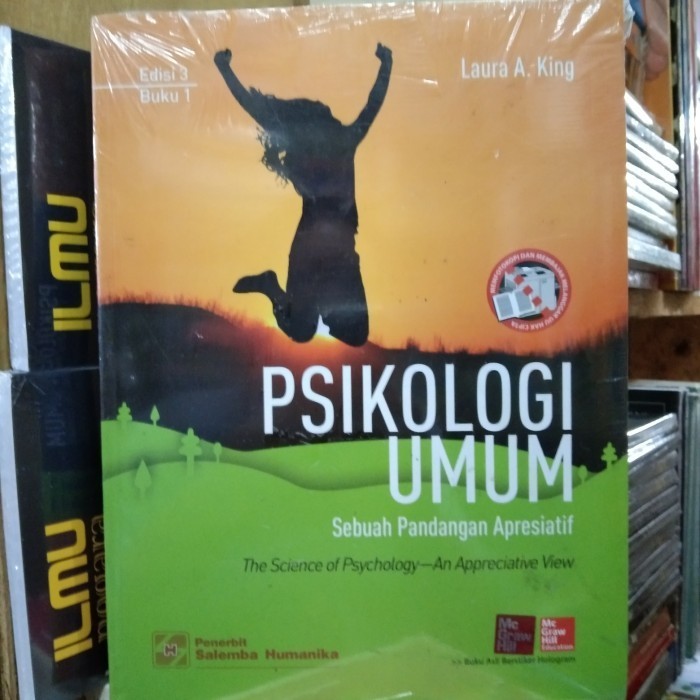 Edisi 3
Buku 1
Laura A. King
PSIKOLOGI
UMUM
Sebuah Pandangan Apresiatif
The Science of Psychology—An Appreciative View
Penerbit
Salemba Humanika
Mc
Graw
Hill
Mc
Graw
Hill
Education
>> Buku Asli Berstiker Hologram
ILMU
ILMU